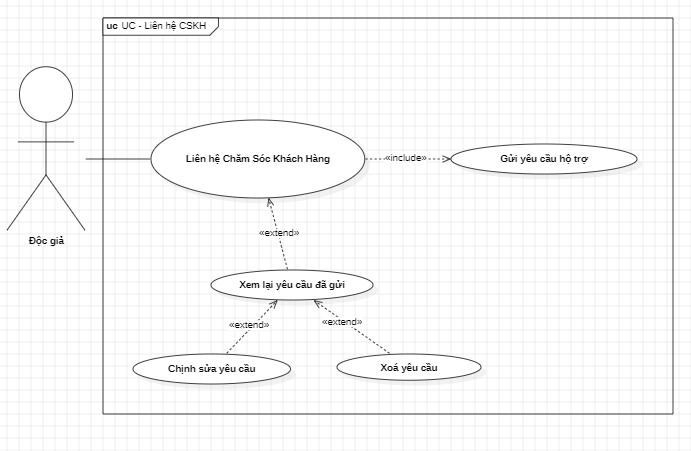 uc UC - Liên hệ CSKH
Liên hệ Chăm Sóc Khách Hàng
«include»
Gửi yêu cầu hộ trợ
«extend»
Độc giả
Xem lại yêu cầu đã gửi
«extend»
«extend»
Chịnh sửa yêu cầu
Xoá yêu cầu